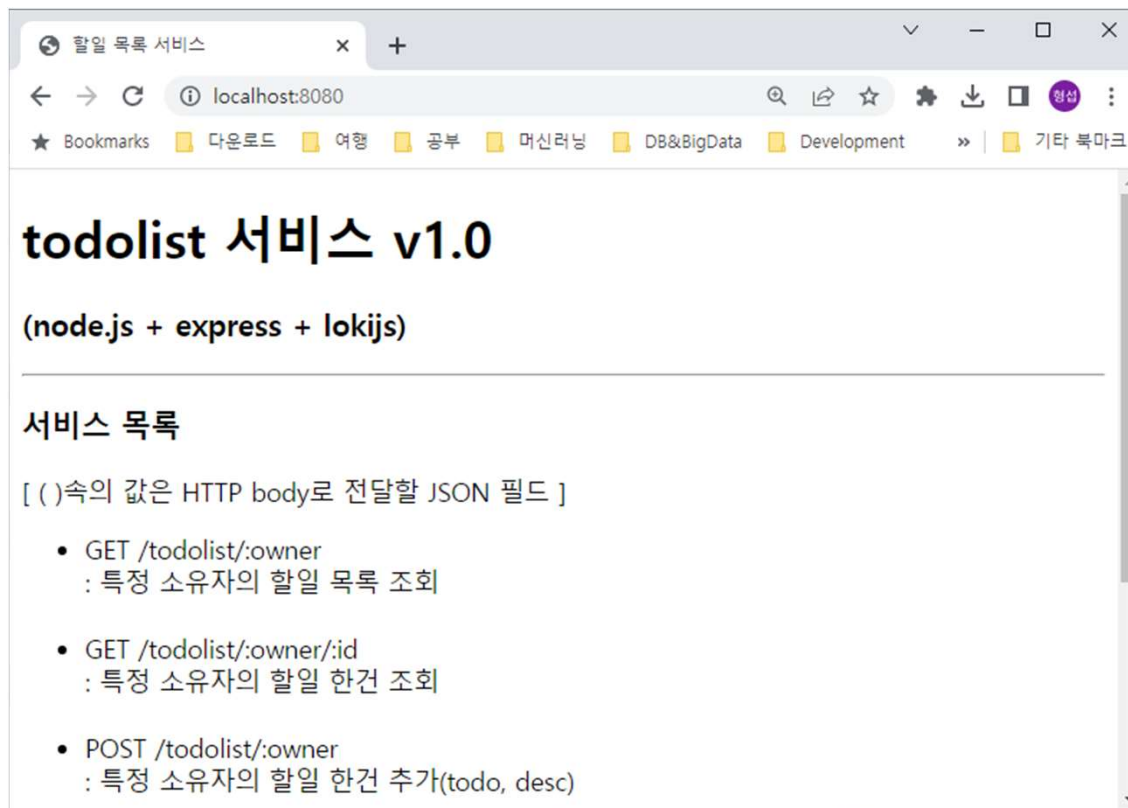 할일 목록 서비스
localhost:8080
형섭
Bookmarks 다운로드 여행 공부 머신러닝 DB&BigData Development » 기타 북마크
todolist 서비스 v1.0
(node.js + express + lokijs)
서비스 목록
[ ( )속의 값은 HTTP body로 전달할 JSON 필드 ]
• GET /todolist/:owner
: 특정 소유자의 할일 목록 조회
• GET /todolist/:owner/:id
: 특정 소유자의 할일 한건 조회
• POST /todolist/:owner
: 특정 소유자의 할일 한건 추가(todo, desc)